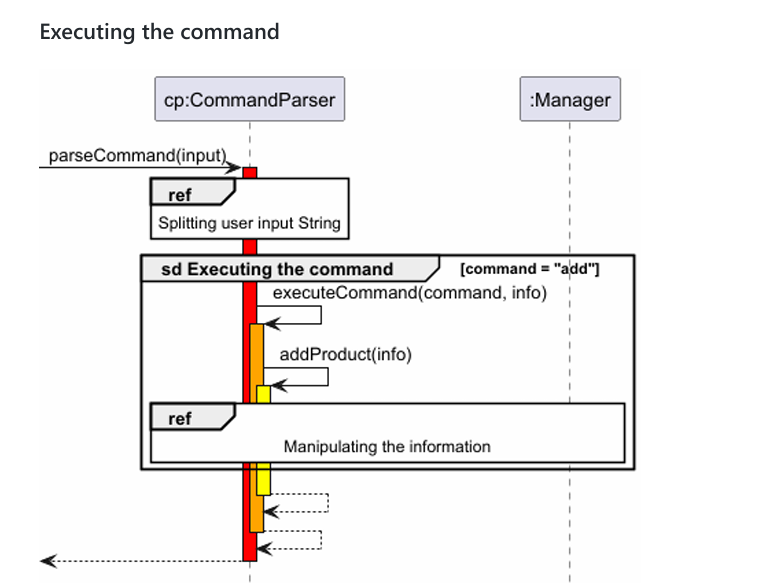 Executing the command
cp:CommandParser
:Manager
parseCommand(input)
ref
Splitting user input String
sd Executing the command
[command = "add"]
executeCommand(command, info)
addProduct(info)
ref
Manipulating the information